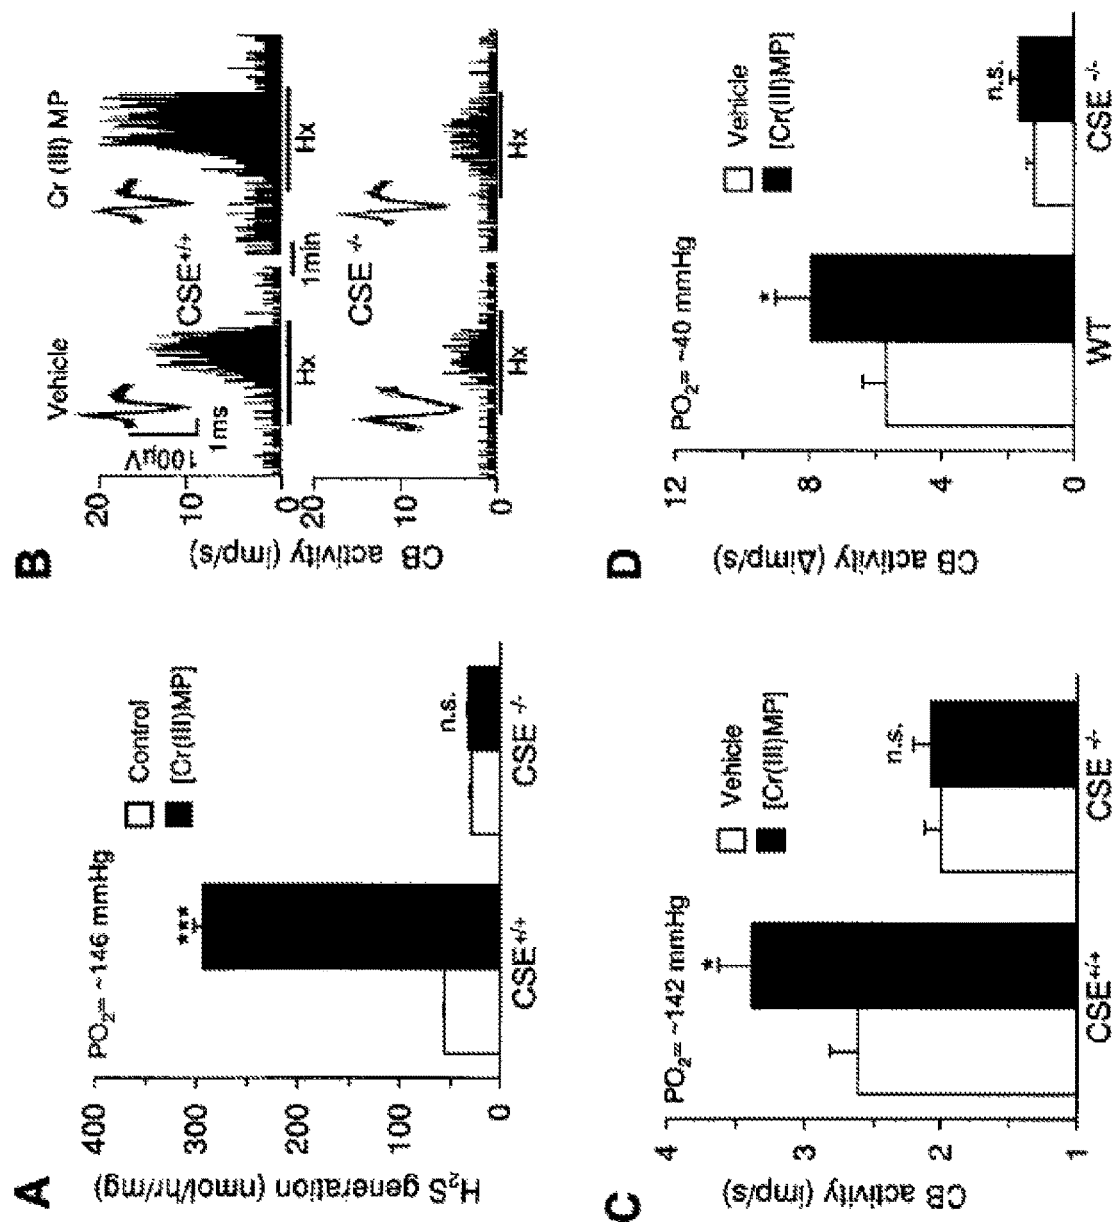 A
PO₂= ~146 mmHg
Control
[Cr(III)MP]
H₂S generation (nmol/hr/mg)
400
300
200
100
0
***
n.s.
CSE+/+
CSE -/-
B
Vehicle
Cr (III) MP
CB activity (imp/s)
20
10
0
100µV
1ms
CSE+/+
Hx
1min
Hx
20
10
0
CSE -/-
Hx
Hx
C
PO₂= ~142 mmHg
Vehicle
[Cr(III)MP]
CB activity (imp/s)
4
3
2
1
*
n.s.
CSE+/+
CSE -/-
D
PO₂= ~40 mmHg
Vehicle
[Cr(III)MP]
CB activity (Δimp/s)
12
8
4
0
*
n.s.
WT
CSE -/-